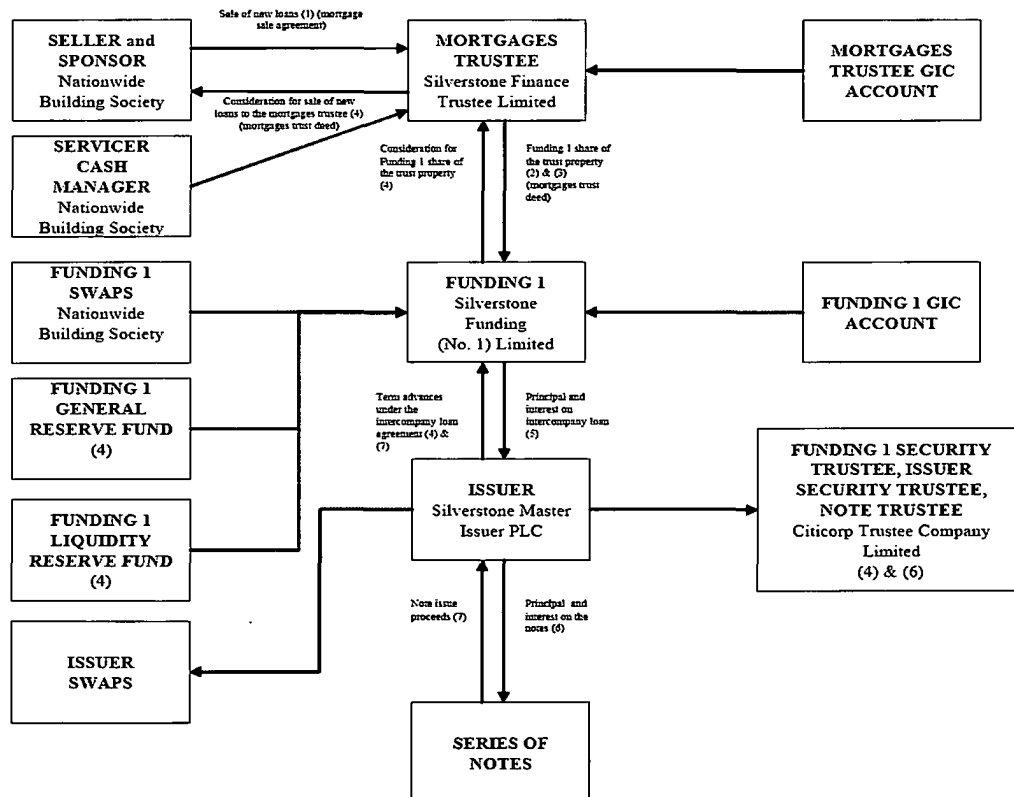 SELLER and
SPONSOR
Nationwide
Building Society
Sale of new loans (1) (mortgage
sale agreement)
Consideration for sale of new
loans to the mortgages trustee (4)
(mortgages trust deed)
MORTGAGES
TRUSTEE
Silverstone Finance
Trustee Limited
MORTGAGES
TRUSTEE GIC
ACCOUNT
SERVICER
CASH
MANAGER
Nationwide
Building Society
Consideration for
Funding 1 share of
the trust property
(4)
Funding 1 share of
the trust property
(2) & (3)
(mortgages trust
deed)
FUNDING 1
SWAPS
Nationwide
Building Society
FUNDING 1
Silverstone
Funding
(No. 1) Limited
FUNDING 1 GIC
ACCOUNT
FUNDING 1
GENERAL
RESERVE FUND
(4)
Term advances
under the
intercompany loan
agreement (4) &
(7)
Principal and
interest on
intercompany loan
(5)
FUNDING 1
LIQUIDITY
RESERVE FUND
(4)
ISSUER
Silverstone Master
Issuer PLC
FUNDING 1 SECURITY
TRUSTEE, ISSUER
SECURITY TRUSTEE,
NOTE TRUSTEE
Citicorp Trustee Company
Limited
(4) & (6)
Note issue
proceeds (7)
Principal and
interest on the
notes (6)
ISSUER
SWAPS
SERIES OF
NOTES